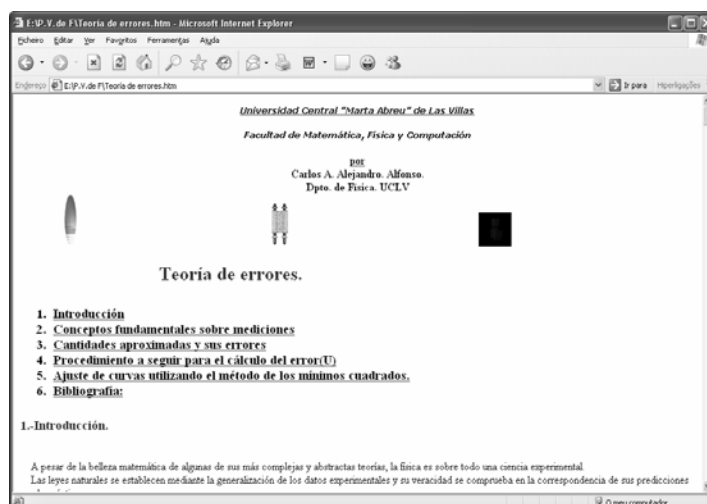 E:\P.V.de F\Teoria de errores.htm - Microsoft Internet Explorer
Ficheiro Editar Ver Favoritos Ferramentas Ajuda
Endereço E:\P.V.de F\Teoria de errores.htm Ir para Hiperligações
Universidad Central "Marta Abreu" de Las Villas
Facultad de Matemática, Física y Computación
por
Carlos A. Alejandro. Alfonso.
Dpto. de Fisica. UCLV
Teoría de errores.
1. Introducción
2. Conceptos fundamentales sobre mediciones
3. Cantidades aproximadas y sus errores
4. Procedimiento a seguir para el cálculo del error(U)
5. Ajuste de curvas utilizando el método de los mínimos cuadrados.
6. Bibliografía:
1.-Introducción.
A pesar de la belleza matemática de algunas de sus más complejas y abstractas teorías, la física es sobre todo una ciencia experimental.
Las leyes naturales se establecen mediante la generalización de los datos experimentales y su veracidad se comprueba en la correspondencia de sus predicciones
O meu computador